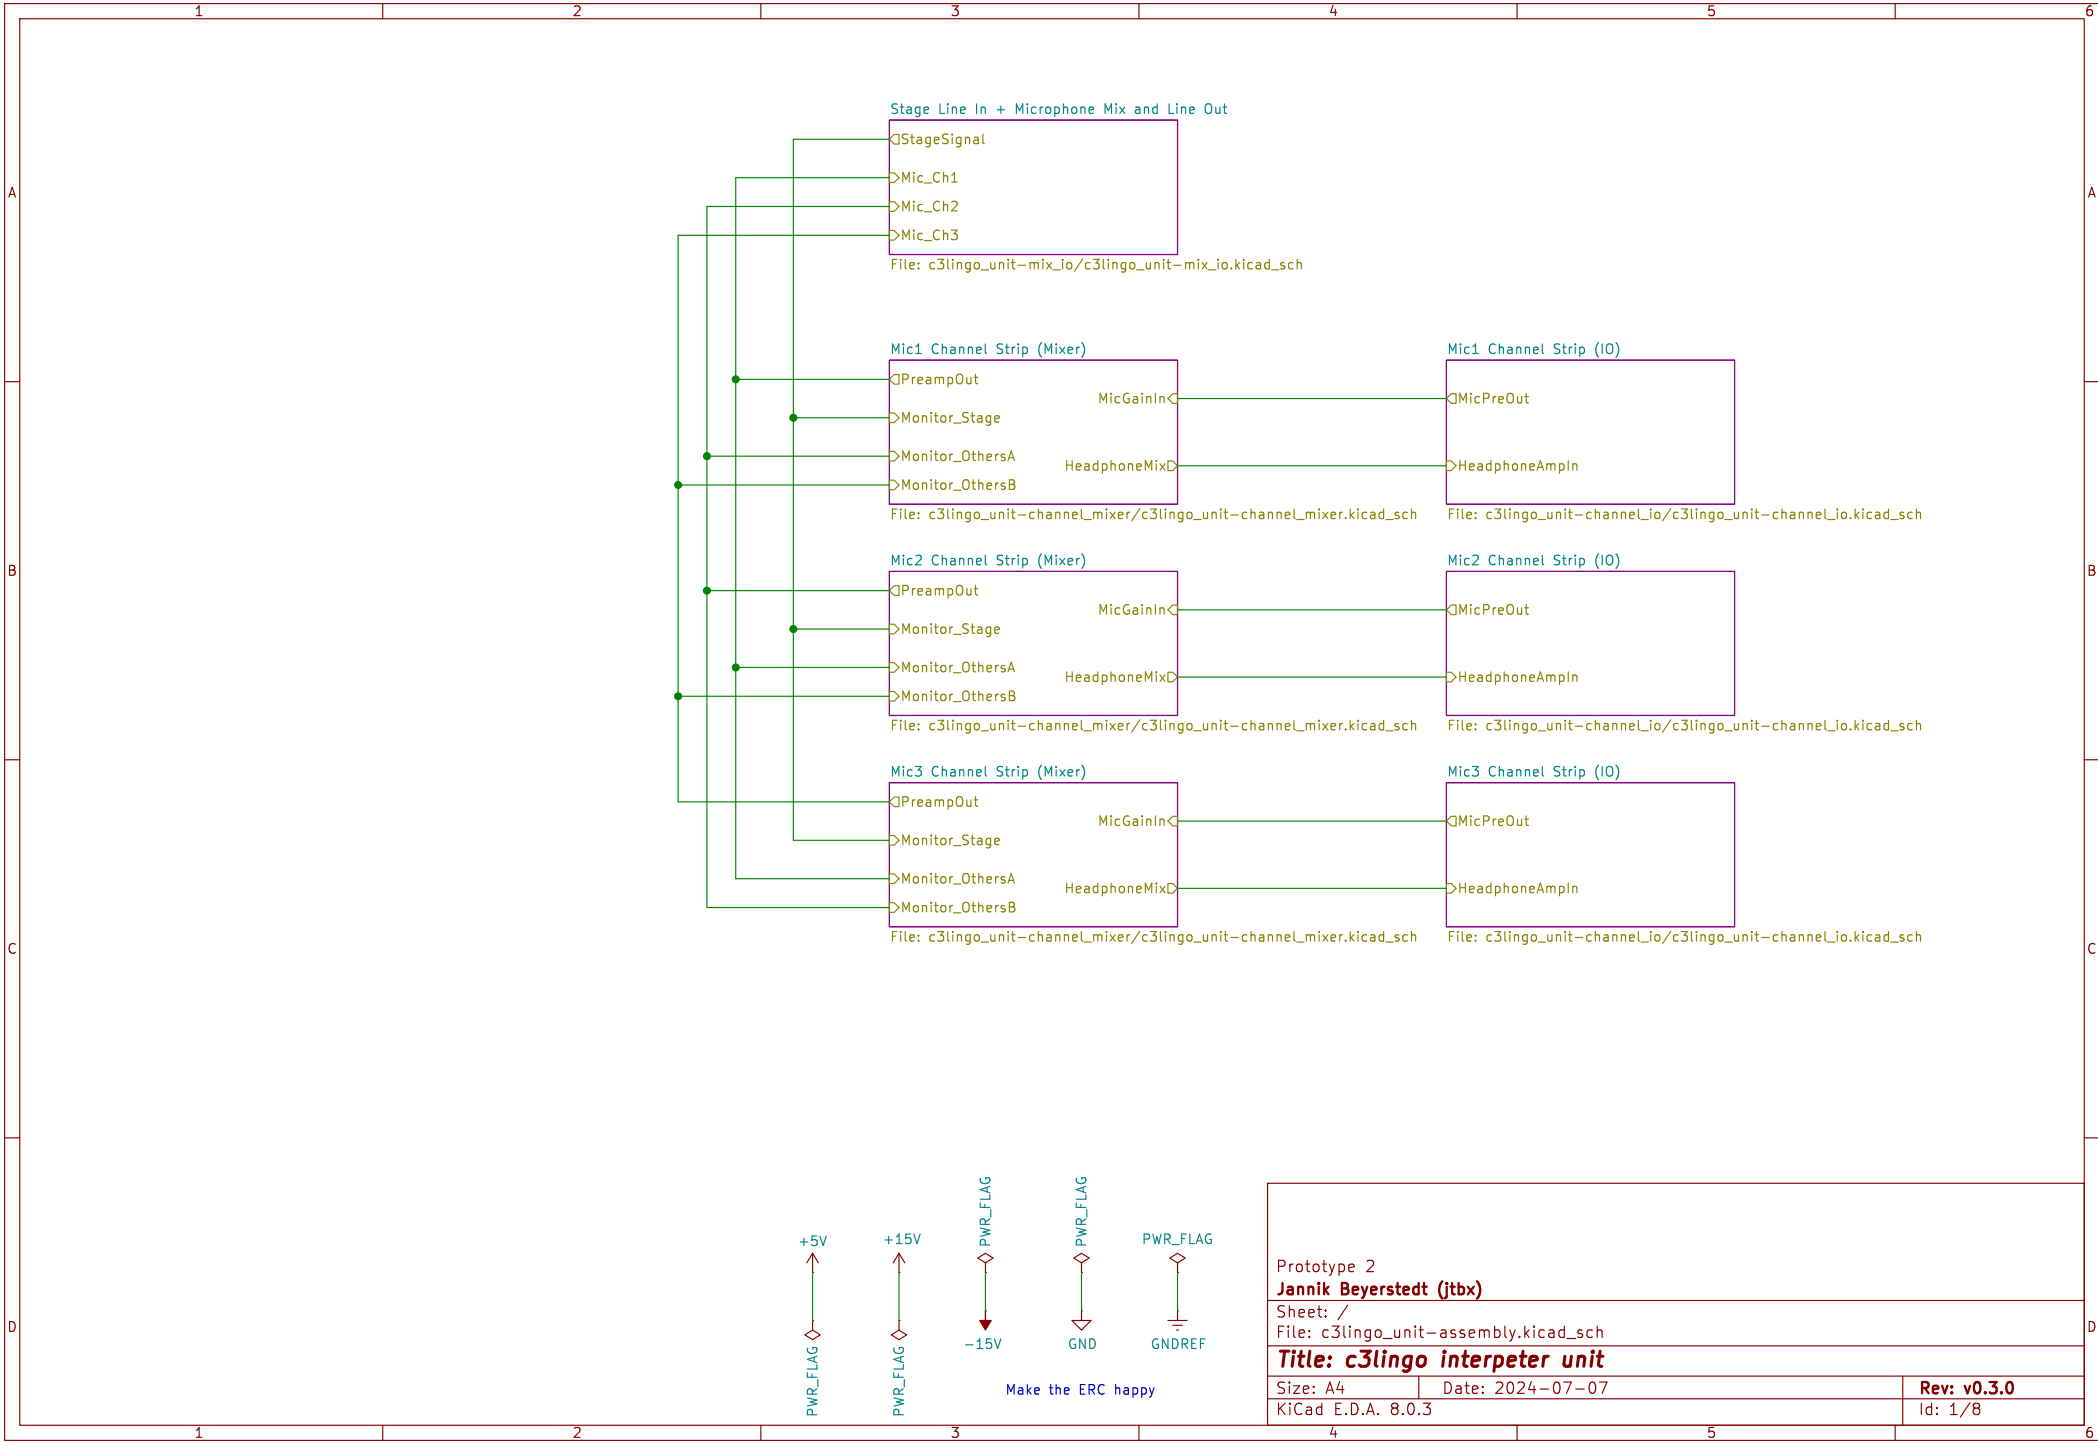 1 2 3 4 5 6
Stage Line In + Microphone Mix and Line Out
StageSignal
Mic_Ch1
A A
Mic_Ch2
Mic_Ch3
File: c3lingo_unit-mix_io/c3lingo_unit-mix_io.kicad_sch
Mic1 Channel Strip (Mixer)
PreampOut
Monitor_Stage
Monitor_OthersA
Monitor_OthersB
MicGainIn
HeadphoneMix
File: c3lingo_unit-channel_mixer/c3lingo_unit-channel_mixer.kicad_sch
Mic1 Channel Strip (IO)
MicPreOut
HeadphoneAmpIn
File: c3lingo_unit-channel_io/c3lingo_unit-channel_io.kicad_sch
B B
Mic2 Channel Strip (Mixer)
PreampOut
Monitor_Stage
Monitor_OthersA
Monitor_OthersB
MicGainIn
HeadphoneMix
File: c3lingo_unit-channel_mixer/c3lingo_unit-channel_mixer.kicad_sch
Mic2 Channel Strip (IO)
MicPreOut
HeadphoneAmpIn
File: c3lingo_unit-channel_io/c3lingo_unit-channel_io.kicad_sch
Mic3 Channel Strip (Mixer)
PreampOut
Monitor_Stage
Monitor_OthersA
Monitor_OthersB
MicGainIn
HeadphoneMix
File: c3lingo_unit-channel_mixer/c3lingo_unit-channel_mixer.kicad_sch
Mic3 Channel Strip (IO)
MicPreOut
HeadphoneAmpIn
File: c3lingo_unit-channel_io/c3lingo_unit-channel_io.kicad_sch
C C
+5V
PWR_FLAG
+15V
PWR_FLAG
PWR_FLAG
-15V
PWR_FLAG
GND
PWR_FLAG
GNDREF
Make the ERC happy
D D
Prototype 2
Jannik Beyerstedt (jtbx)
Sheet: /
File: c3lingo_unit-assembly.kicad_sch
Title: c3lingo interpeter unit
Size: A4 Date: 2024-07-07 Rev: v0.3.0
KiCad E.D.A. 8.0.3 Id: 1/8
1 2 3 4 5 6